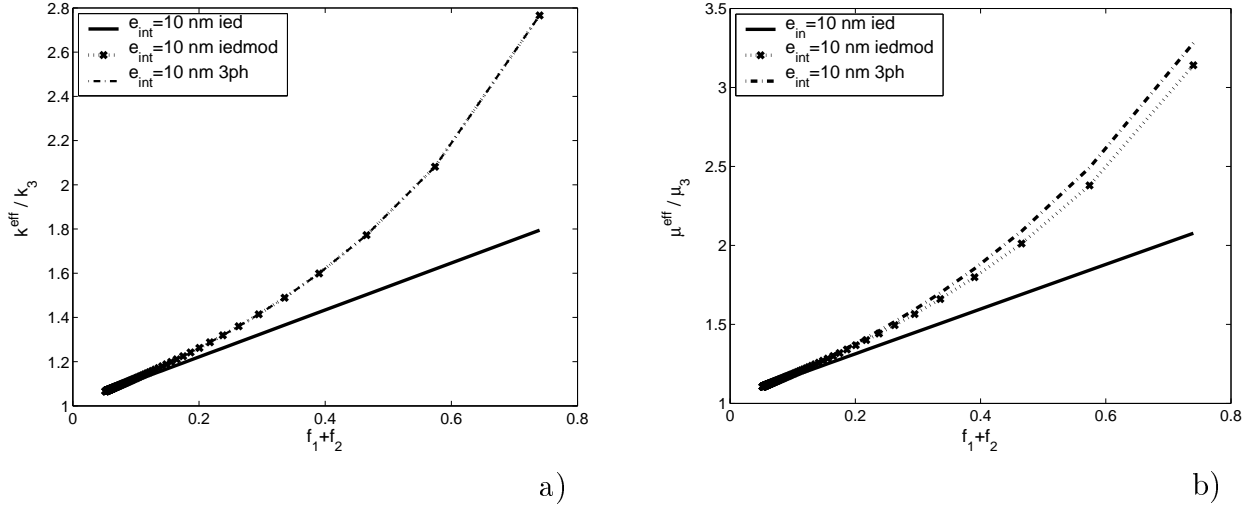 2.8
2.6
2.4
2.2
2
1.8
1.6
1.4
1.2
1
0
0.2
0.4
0.6
0.8
k^eff / k_3
f_1+f_2
e_int=10 nm ied
e_int=10 nm iedmod
e_int=10 nm 3ph
a)
3.5
3
2.5
2
1.5
1
0
0.2
0.4
0.6
0.8
μ^eff / μ_3
f_1+f_2
e_in=10 nm ied
e_int=10 nm iedmod
e_int=10 nm 3ph
b)